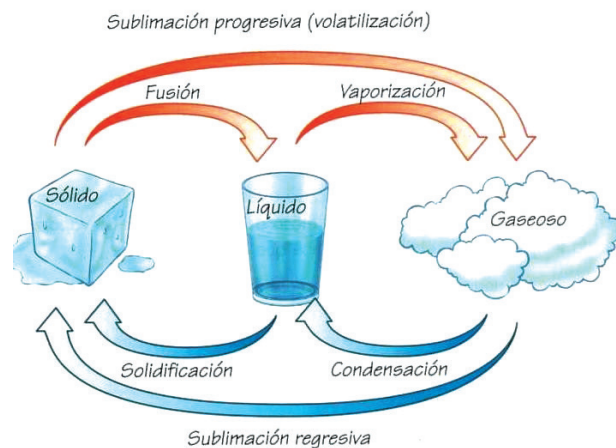 Sublimación progresiva (volatilización)
Fusión
Vaporización
Sólido
Líquido
Gaseoso
Solidificación
Condensación
Sublimación regresiva